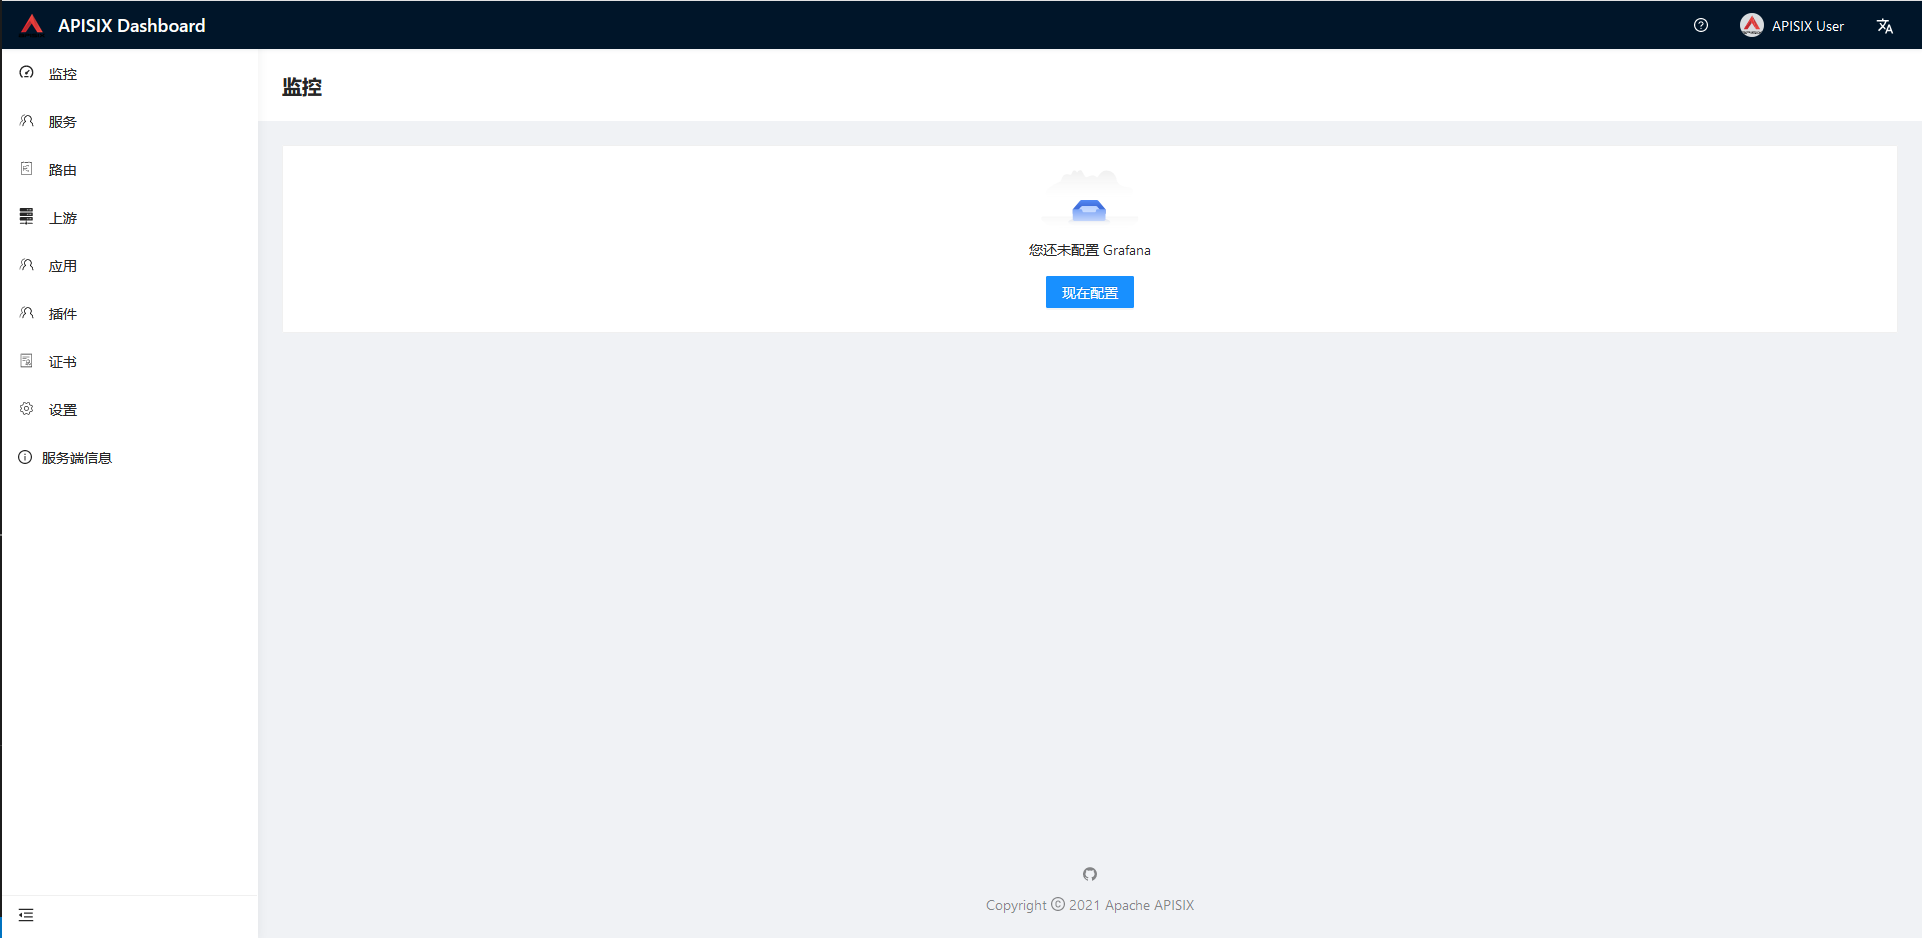 APISIX Dashboard
APISIX User
监控
服务
路由
上游
应用
插件
证书
设置
服务端信息
监控
您还未配置 Grafana
现在配置
Copyright © 2021 Apache APISIX